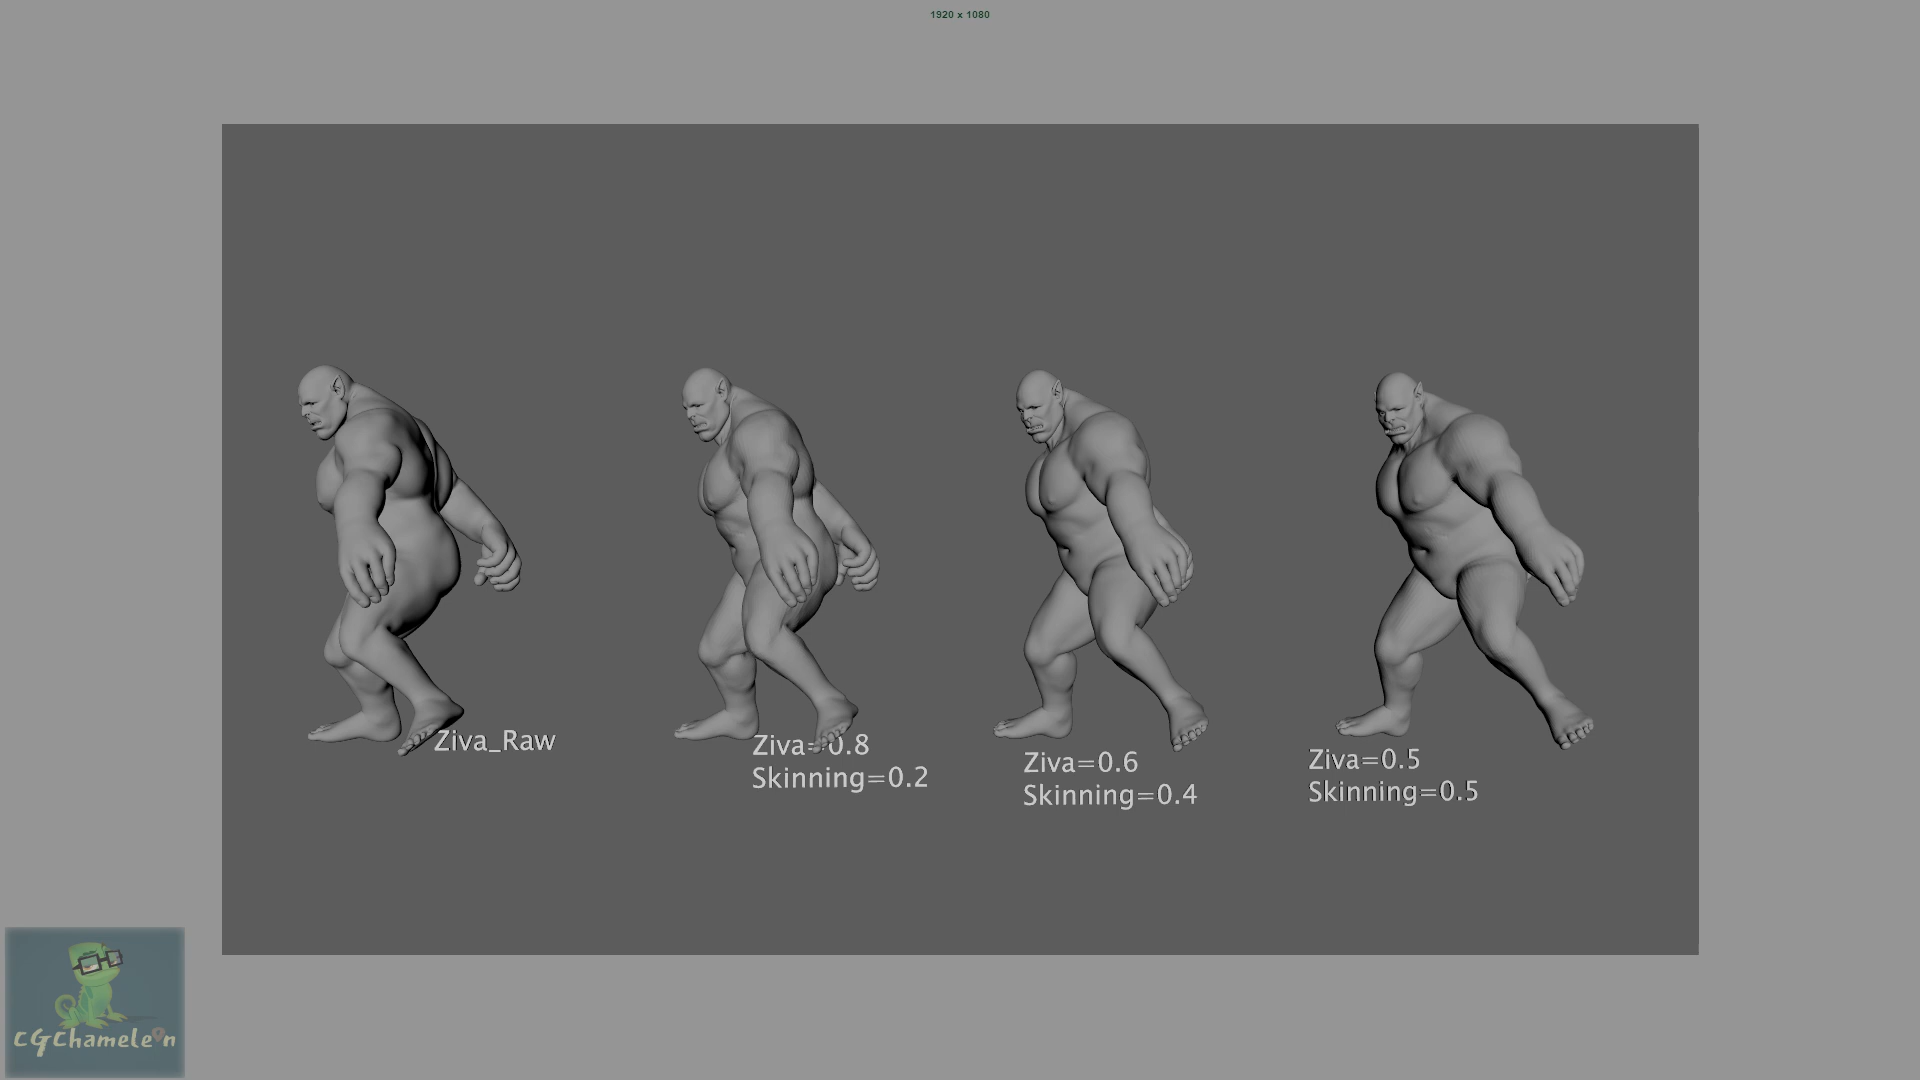 1920 x 1080
Ziva_Raw
Ziva=0.8
Skinning=0.2
Ziva=0.6
Skinning=0.4
Ziva=0.5
Skinning=0.5
CGChameleon